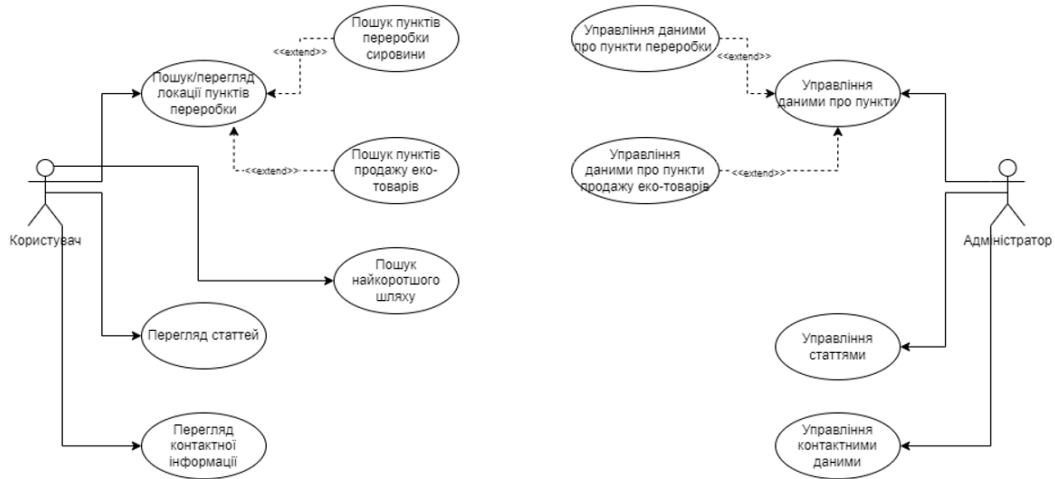 Пошук пунктів
переробки
сировини
<<extend>>
Пошук/перегляд
локації пунктів
переробки
<<extend>>
Пошук пунктів
продажу еко-
товарів
Користувач
Пошук
найкоротшого
шляху
Перегляд статтей
Перегляд
контактної
інформації
Управління даними
про пункти переробки
<<extend>>
Управління
даними про пункти
Управління
даними про пункти
продажу еко-товарів
<<extend>>
Адміністратор
Управління
статтями
Управління
контактними
даними